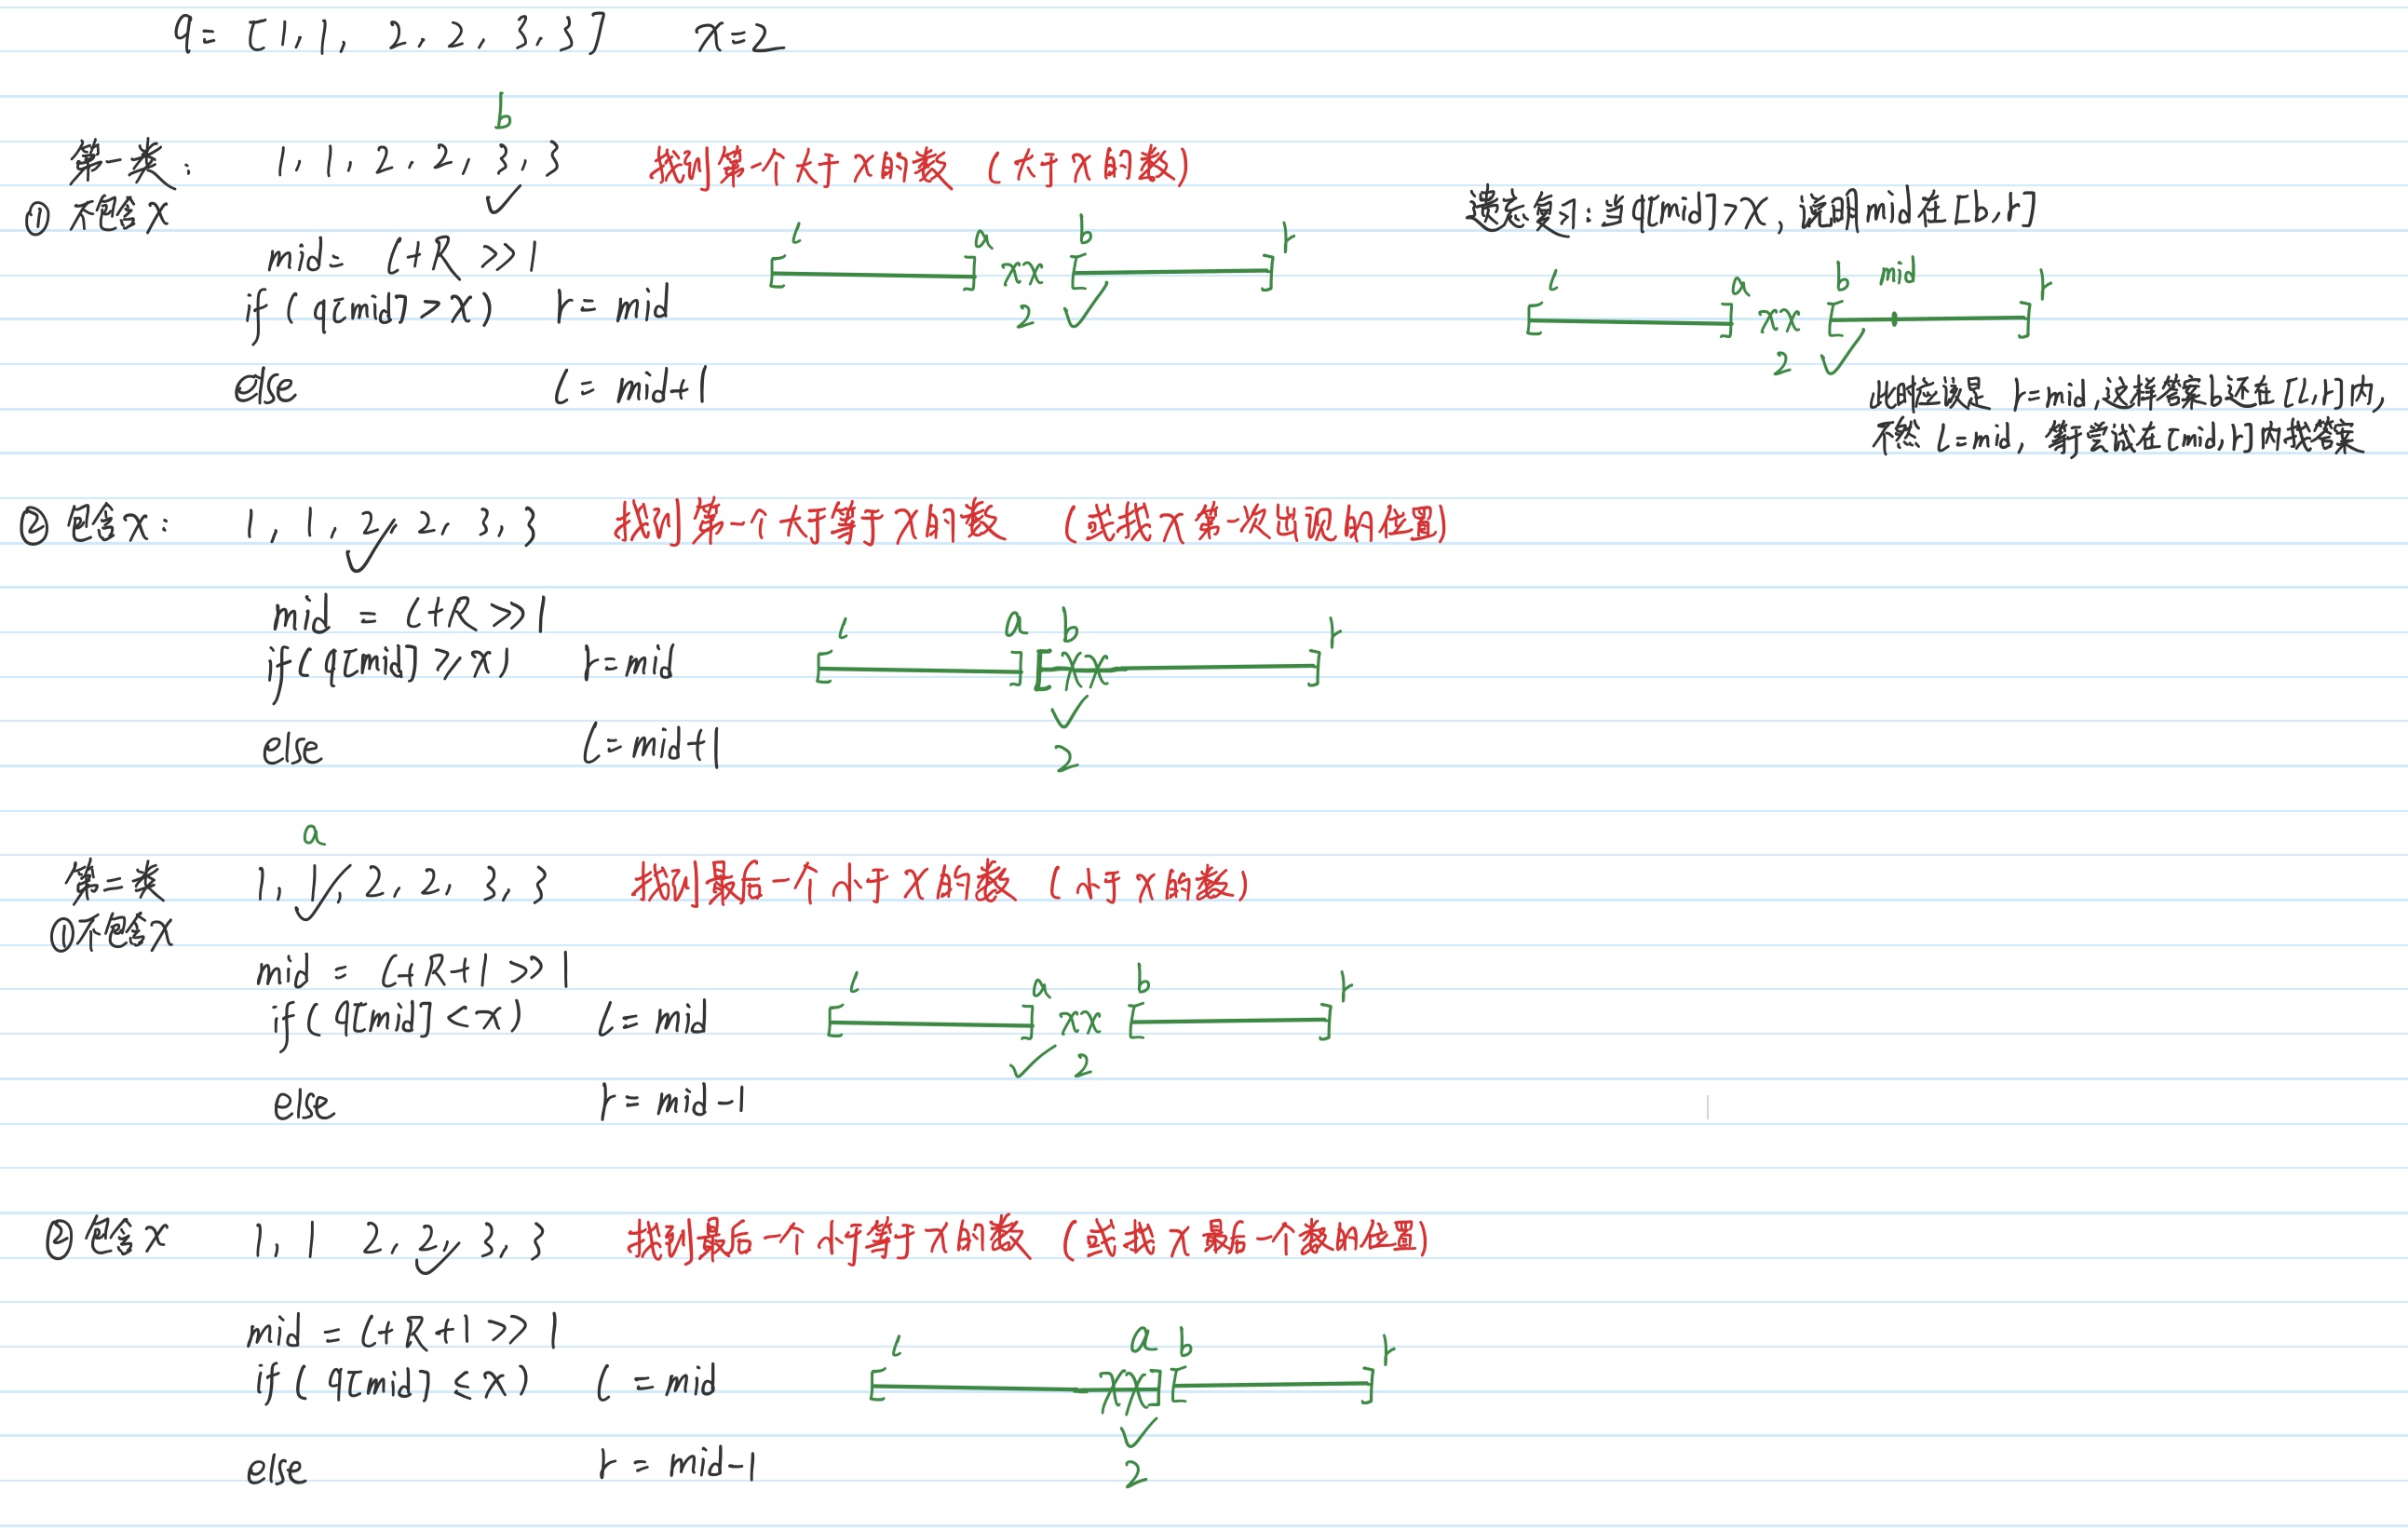 q= [1,1, 2, 2, 3, 3] x=2
b
第一类: 1, 1, 2, 2, 3, 3 找到第一个大于x的数 (大于x的数)
① 不包含x
mid= l+R >>1
if (q[mid] >x) r= mid
else l= mid+1
l a b r
xx
2
遗忘复习:当q[mid]>x,说明mid在[b,r]
l a b mid r
xx
2
此时应该是 r=mid,这样答案b还在[l,r]内,
不然 l=mid, 等于尝试在[mid,r]内找答案
② 包含x: 1, 1, 2, 2, 3, 3 找到第一个大于等于x的数 (或找x第一次出现的位置)
mid = l+R >>1
if(q[mid] ≥x) r=mid
else l=mid+1
l a b r
xx
2
a
第二类 1, 1, 2, 2, 3, 3 找到最后一个小于x的数 (小于x的数)
①不包含x
mid = l+R+1 >>1
if(q[mid] <x) l= mid
else r= mid-1
l a b r
xx
2
② 包含x 1, 1 2, 2, 3, 3 找到最后一个小于等于x的数 (或找x最后一个数的位置)
mid = l+R+1 >>1
if (q[mid] ≤x) l = mid
else r = mid-1
l a b r
xx
2